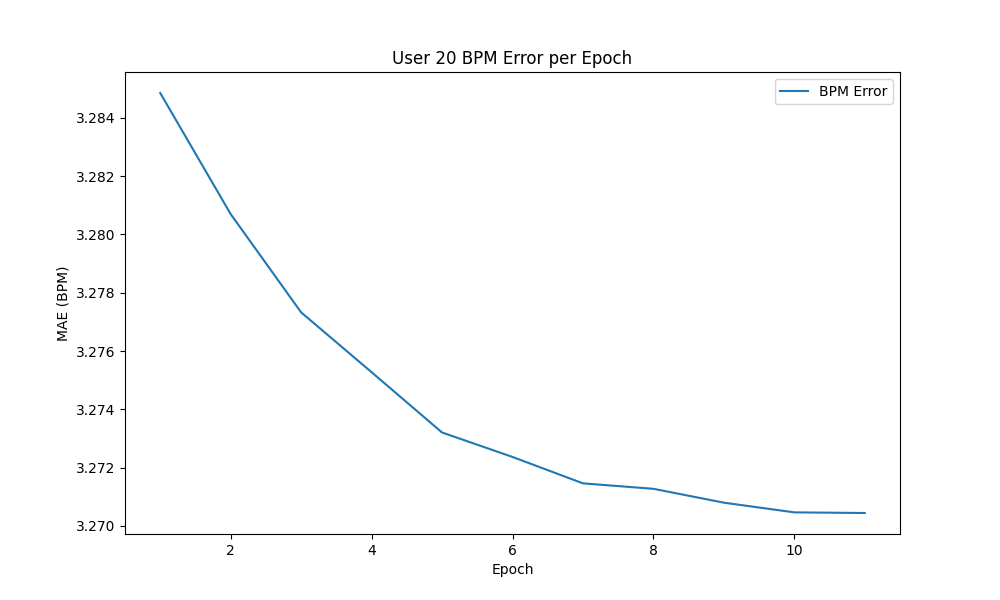 User 20 BPM Error per Epoch
BPM Error
3.284
3.282
3.280
3.278
3.276
3.274
3.272
3.270
MAE (BPM)
2 4 6 8 10
Epoch